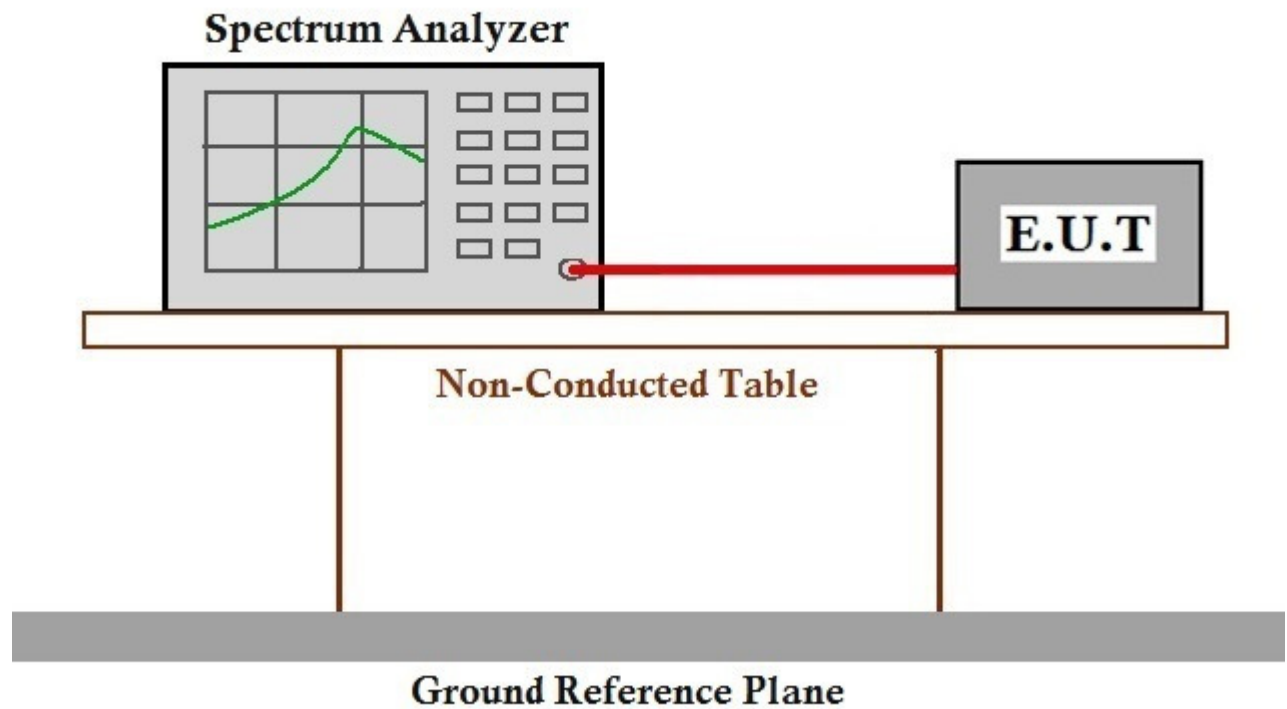 Spectrum Analyzer
E.U.T
Non-Conducted Table
Ground Reference Plane